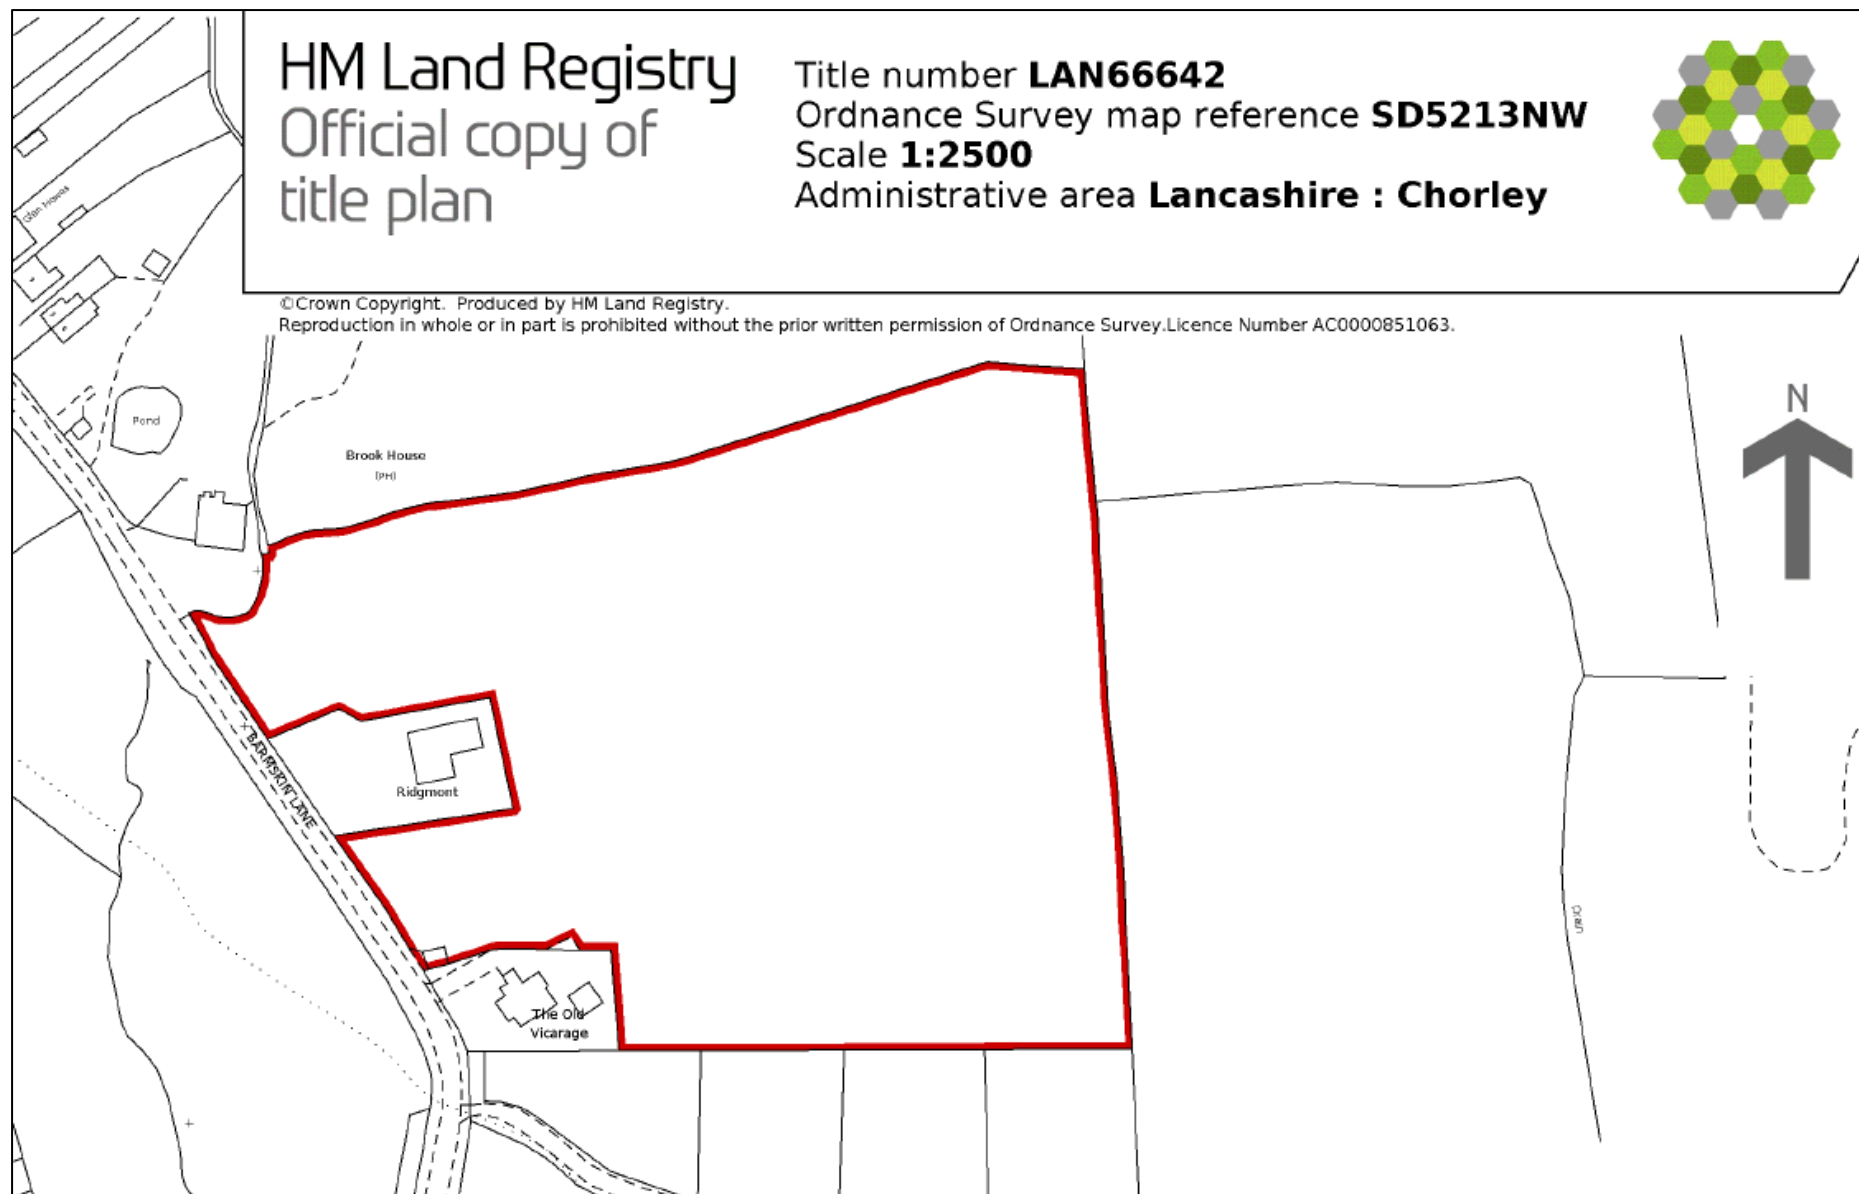 HM Land Registry
Official copy of
title plan
Title number LAN66642
Ordnance Survey map reference SD5213NW
Scale 1:2500
Administrative area Lancashire : Chorley
©Crown Copyright. Produced by HM Land Registry.
Reproduction in whole or in part is prohibited without the prior written permission of Ordnance Survey.Licence Number AC0000851063.
N
Pond
Brook House
(PH)
BARMSKIN LANE
Ridgmont
Drain
The Old
Vicarage